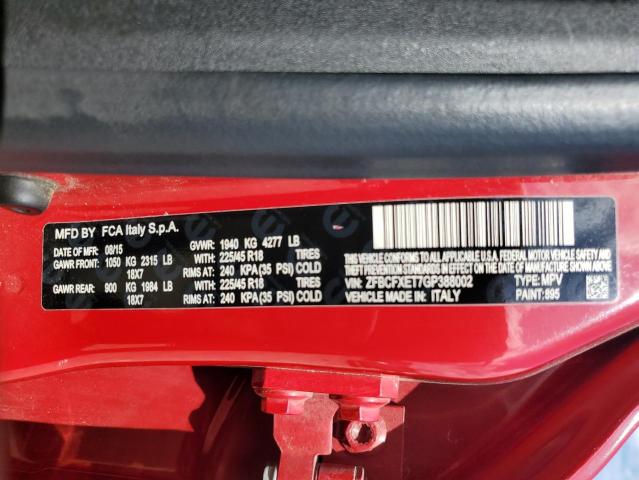 MFD BY FCA Italy S.p.A.
DATE OF MFR: 08/15 GVWR: 1940 KG 4277 LB
GAWR FRONT: 1050 KG 2315 LB WITH: 225/45 R18 TIRES
18X7 RIMS AT: 240 KPA(35 PSI) COLD
GAWR REAR: 900 KG 1984 LB WITH: 225/45 R18 TIRES
18X7 RIMS AT: 240 KPA(35 PSI) COLD
THIS VEHICLE CONFORMS TO ALL APPLICABLE
FEDERAL MOTOR VEHICLE SAFETY, BUMPER, AND
THEFT PREVENTION STANDARDS IN EFFECT ON THE
DATE OF MANUFACTURE SHOWN ABOVE
VIN: ZFBCFXET7GP388002 TYPE: MPV
VEHICLE MADE IN: ITALY PAINT: 895